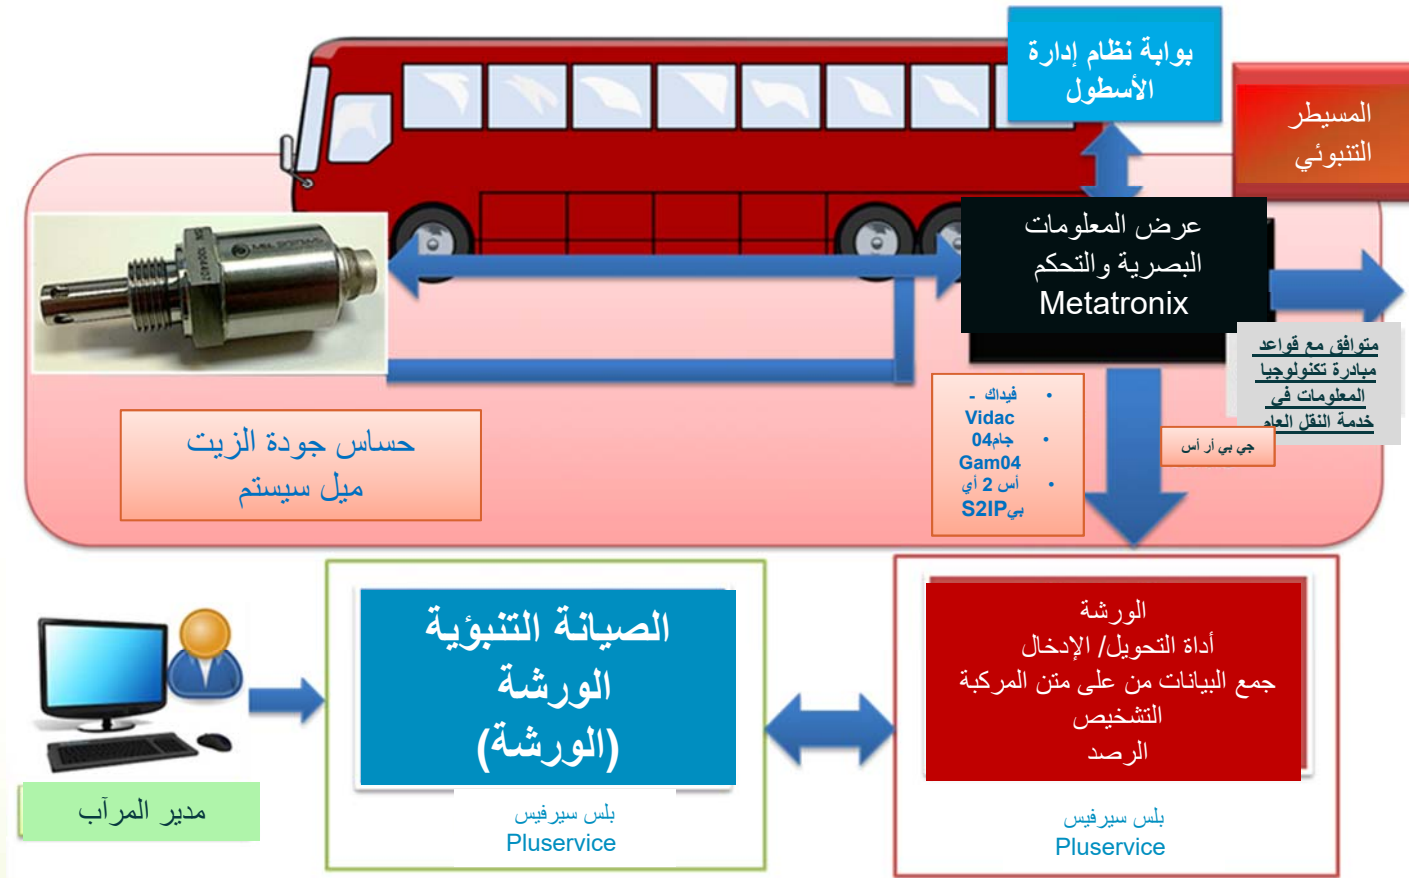 بوابة نظام إدارة
الأسطول
المسيطر
التنبوئي
عرض المعلومات
البصرية والتحكم
Metatronix
متوافق مع قواعد
مبادرة تكنولوجيا
المعلومات في
خدمة النقل العام
• فيداك -
Vidac
• جام04
Gam04
• أس 2 أي
بيS2IP
جي بي أر أس
حساس جودة الزيت
ميل سيستم
الصيانة التنبؤية
الورشة
(الورشة)
بلس سيرفيس
Pluservice
الورشة
أداة التحويل/ الإدخال
جمع البيانات من على متن المركبة
التشخيص
الرصد
بلس سيرفيس
Pluservice
مدير المرآب